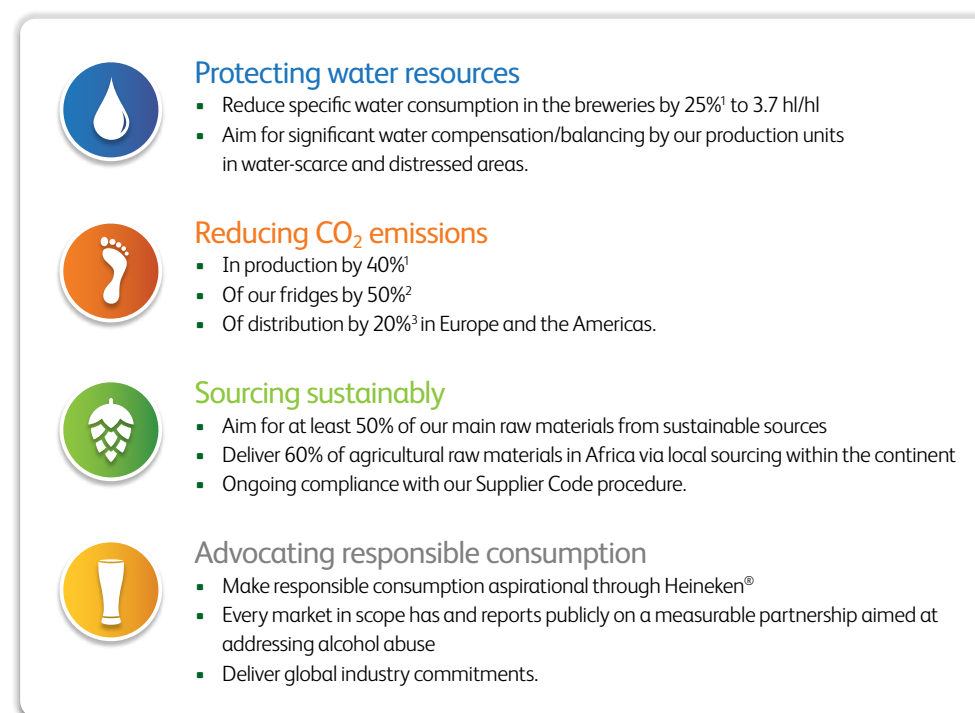 Protecting water resources
▪ Reduce specific water consumption in the breweries by 25%¹ to 3.7 hl/hl
▪ Aim for significant water compensation/balancing by our production units
in water-scarce and distressed areas.
Reducing CO₂ emissions
▪ In production by 40%¹
▪ Of our fridges by 50%²
▪ Of distribution by 20%³ in Europe and the Americas.
Sourcing sustainably
▪ Aim for at least 50% of our main raw materials from sustainable sources
▪ Deliver 60% of agricultural raw materials in Africa via local sourcing within the continent
▪ Ongoing compliance with our Supplier Code procedure.
Advocating responsible consumption
▪ Make responsible consumption aspirational through Heineken®
▪ Every market in scope has and reports publicly on a measurable partnership aimed at
addressing alcohol abuse
▪ Deliver global industry commitments.